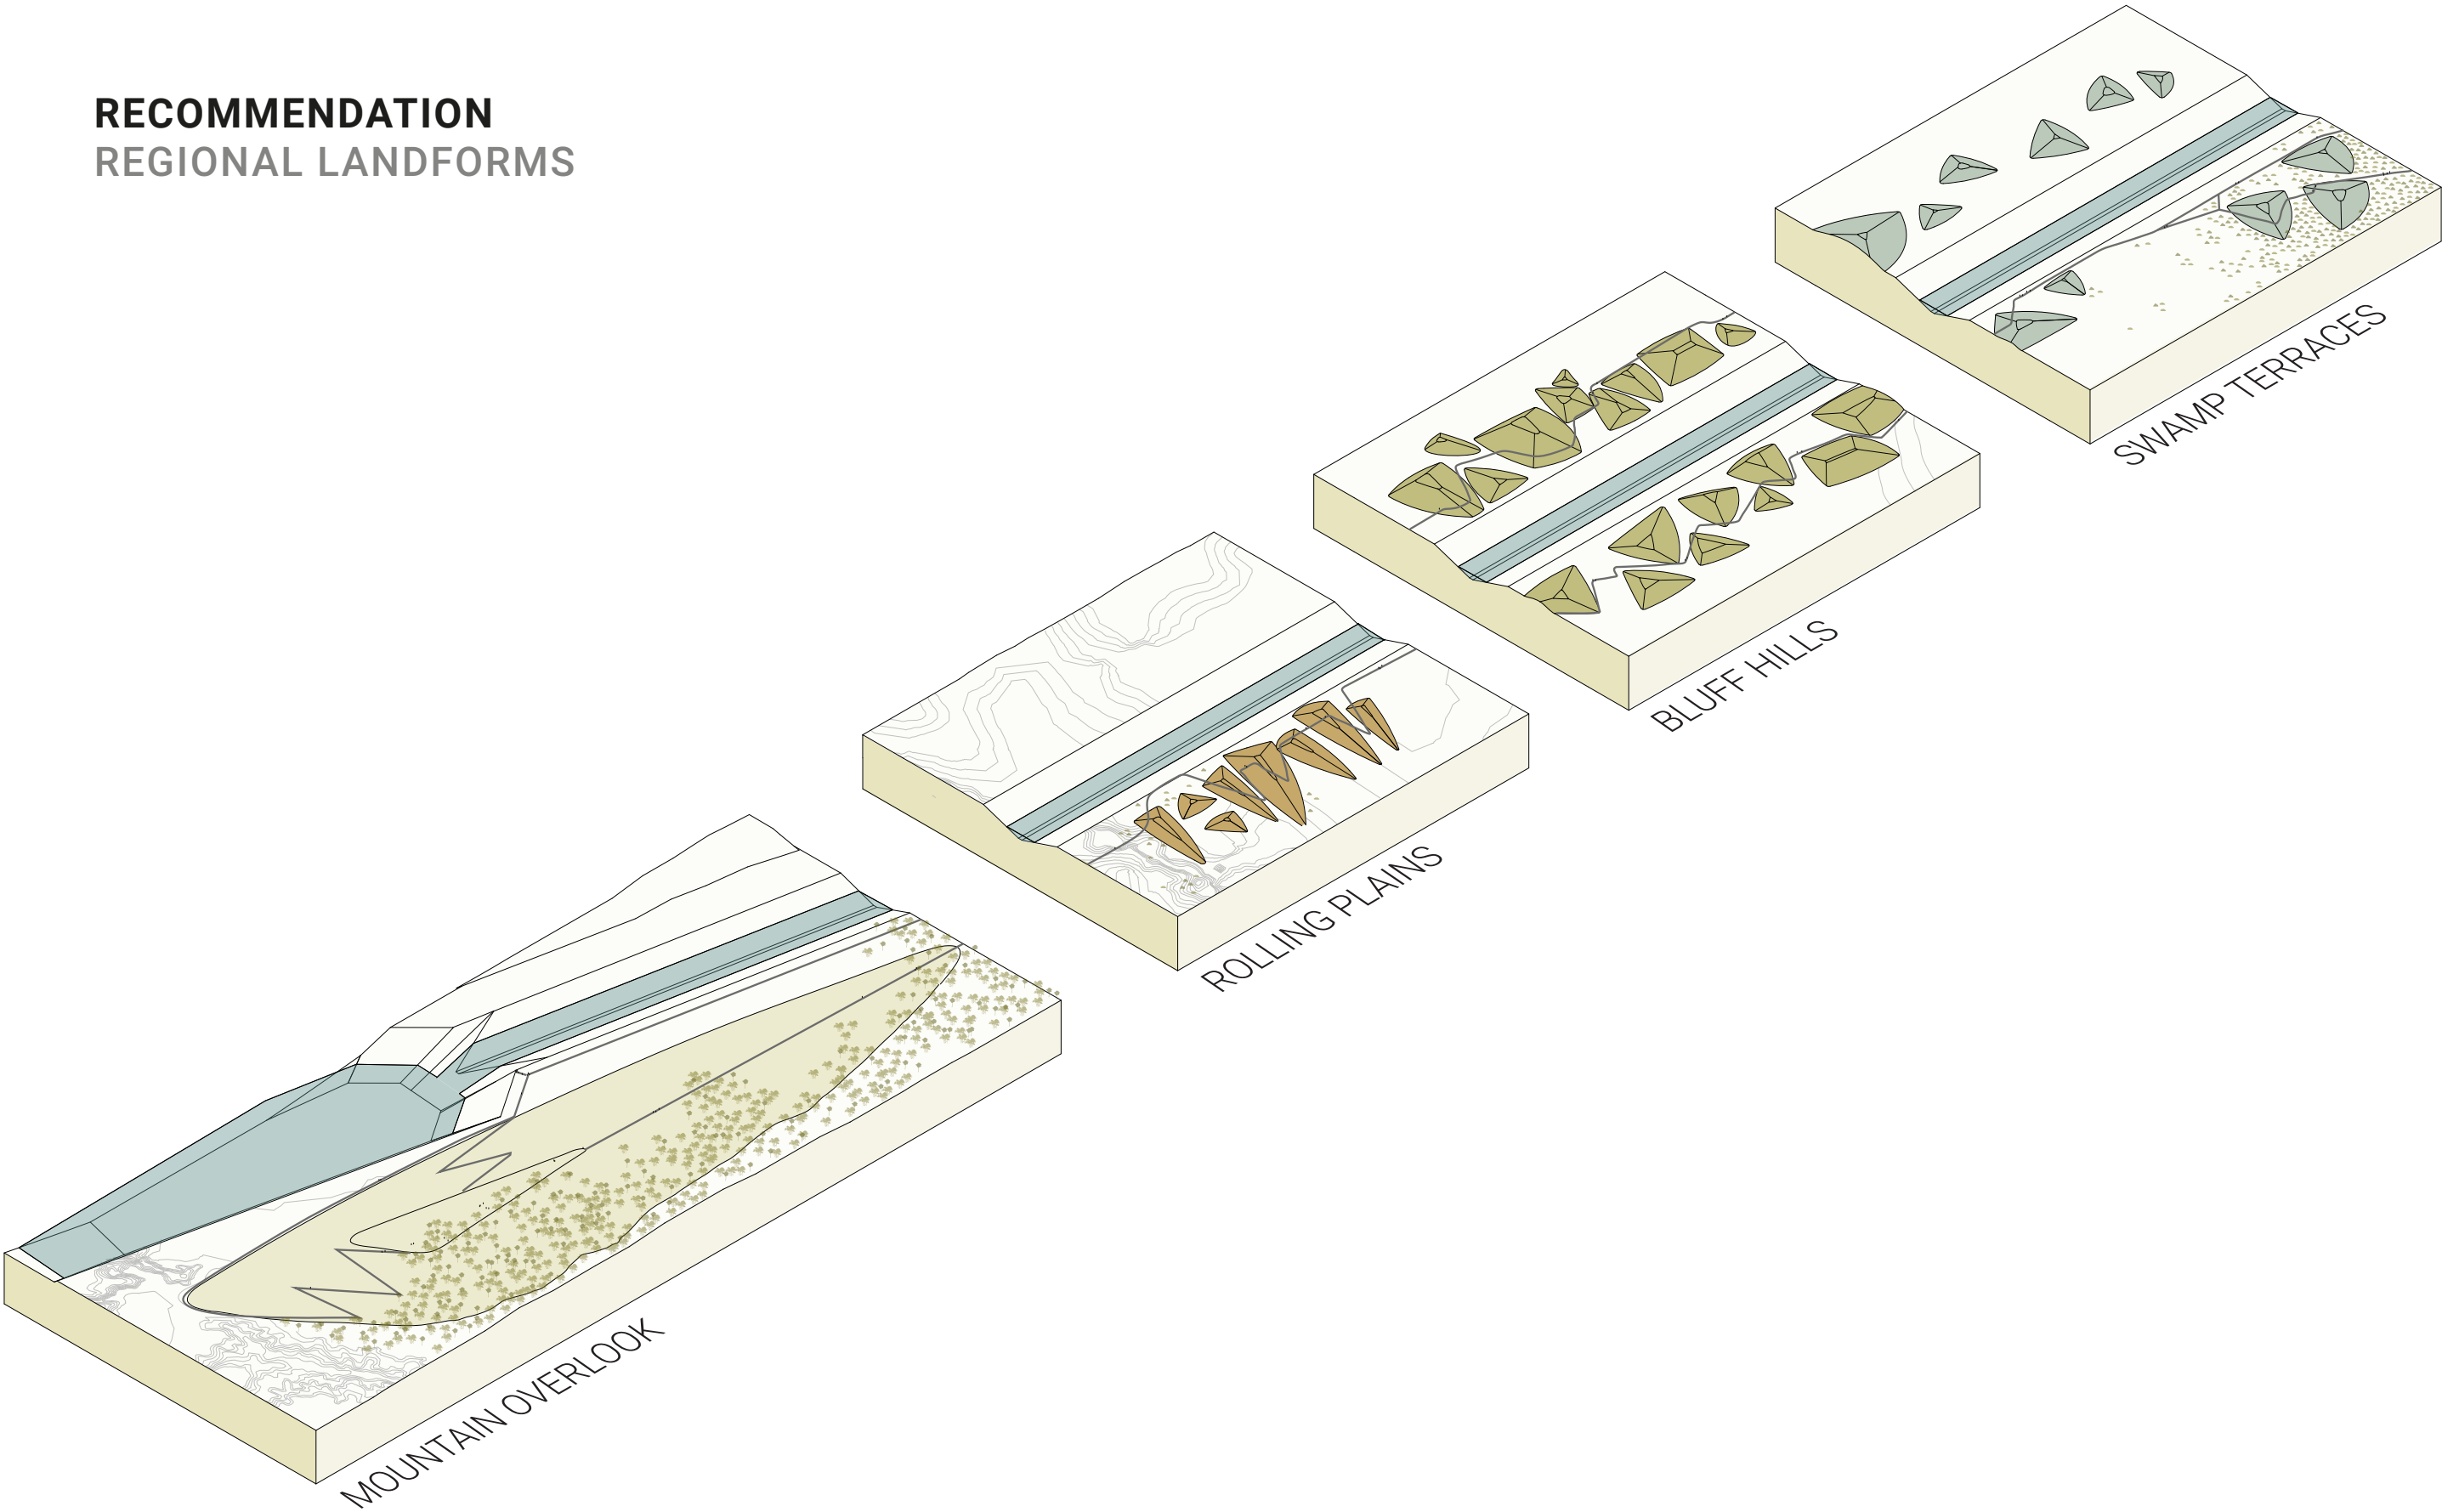 RECOMMENDATION
REGIONAL LANDFORMS
SWAMP TERRACES
BLUFF HILLS
ROLLING PLAINS
MOUNTAIN OVERLOOK